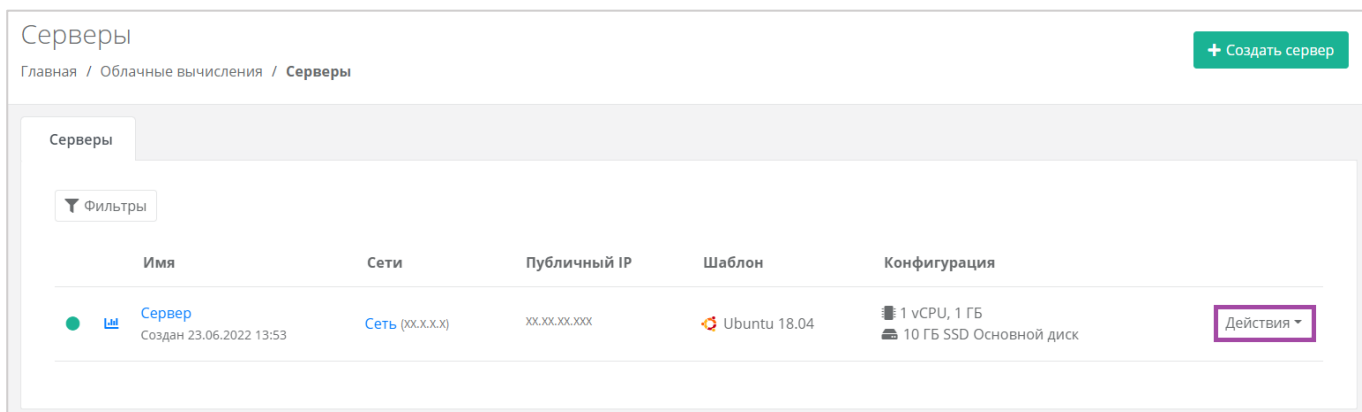 Серверы
+ Создать сервер
Главная / Облачные вычисления / Серверы
Серверы
Фильтры
Имя Сети Публичный IP Шаблон Конфигурация
Сервер Сеть (XX.X.X.X) XX.XX.XX.XXX Ubuntu 18.04 1 vCPU, 1 ГБ Действия
Создан 23.06.2022 13:53 10 ГБ SSD Основной диск